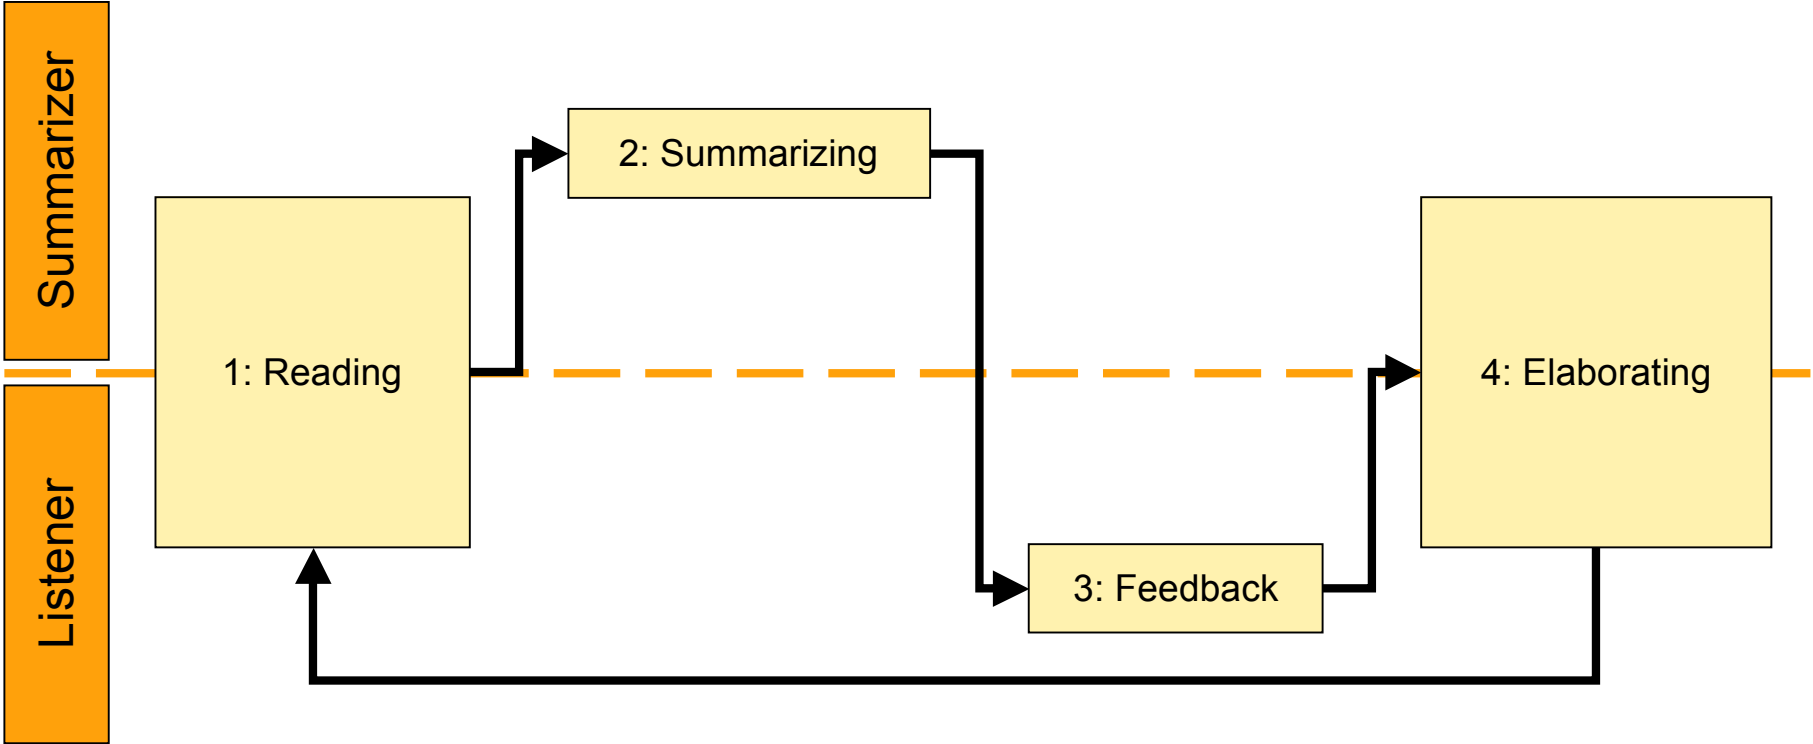 Summarizer
Listener
1: Reading
2: Summarizing
3: Feedback
4: Elaborating